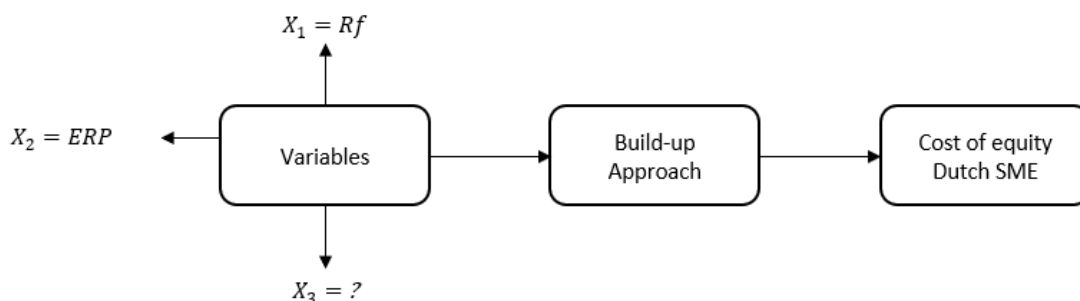 X₁ = Rf
X₂ = ERP
Variables
Build-up
Approach
Cost of equity
Dutch SME
X₃ = ?